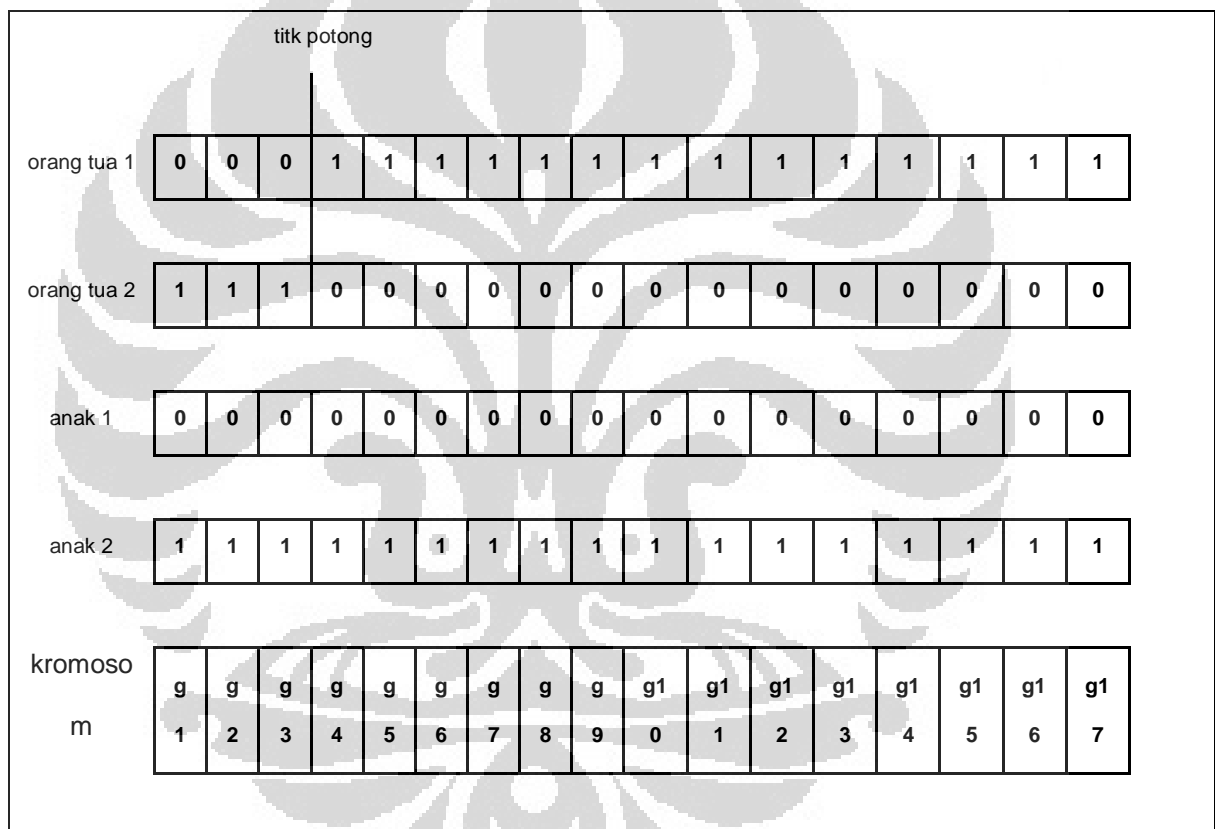 titk potong
orang tua 1 0 0 0 1 1 1 1 1 1 1 1 1 1 1 1 1 1
orang tua 2 1 1 1 0 0 0 0 0 0 0 0 0 0 0 0 0 0
anak 1 0 0 0 0 0 0 0 0 0 0 0 0 0 0 0 0 0
anak 2 1 1 1 1 1 1 1 1 1 1 1 1 1 1 1 1 1
kromoso g g g g g g g g g g1 g1 g1 g1 g1 g1 g1 g1
m 1 2 3 4 5 6 7 8 9 0 1 2 3 4 5 6 7